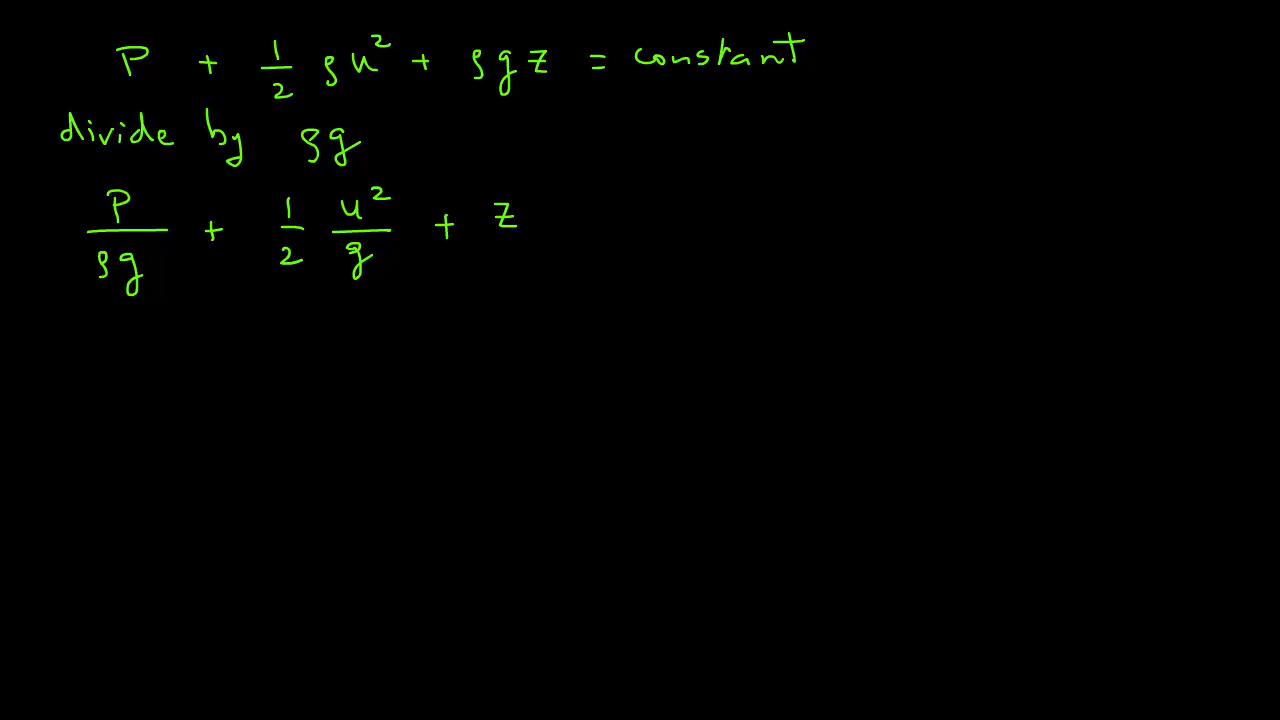 P + 1/2 ρu² + ρgz = constant
divide by ρg
P/ρg + 1/2 u²/g + z